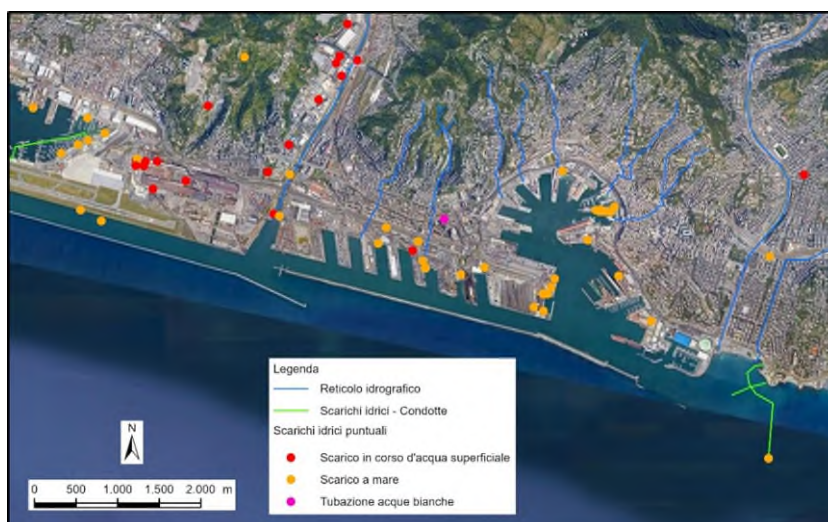 Legenda
Reticolo idrografico
Scarichi idrici - Condotte
Scarichi idrici puntuali
Scarico in corso d'acqua superficiale
Scarico a mare
Tubazione acque bianche
N
0 500 1.000 1.500 2.000 m